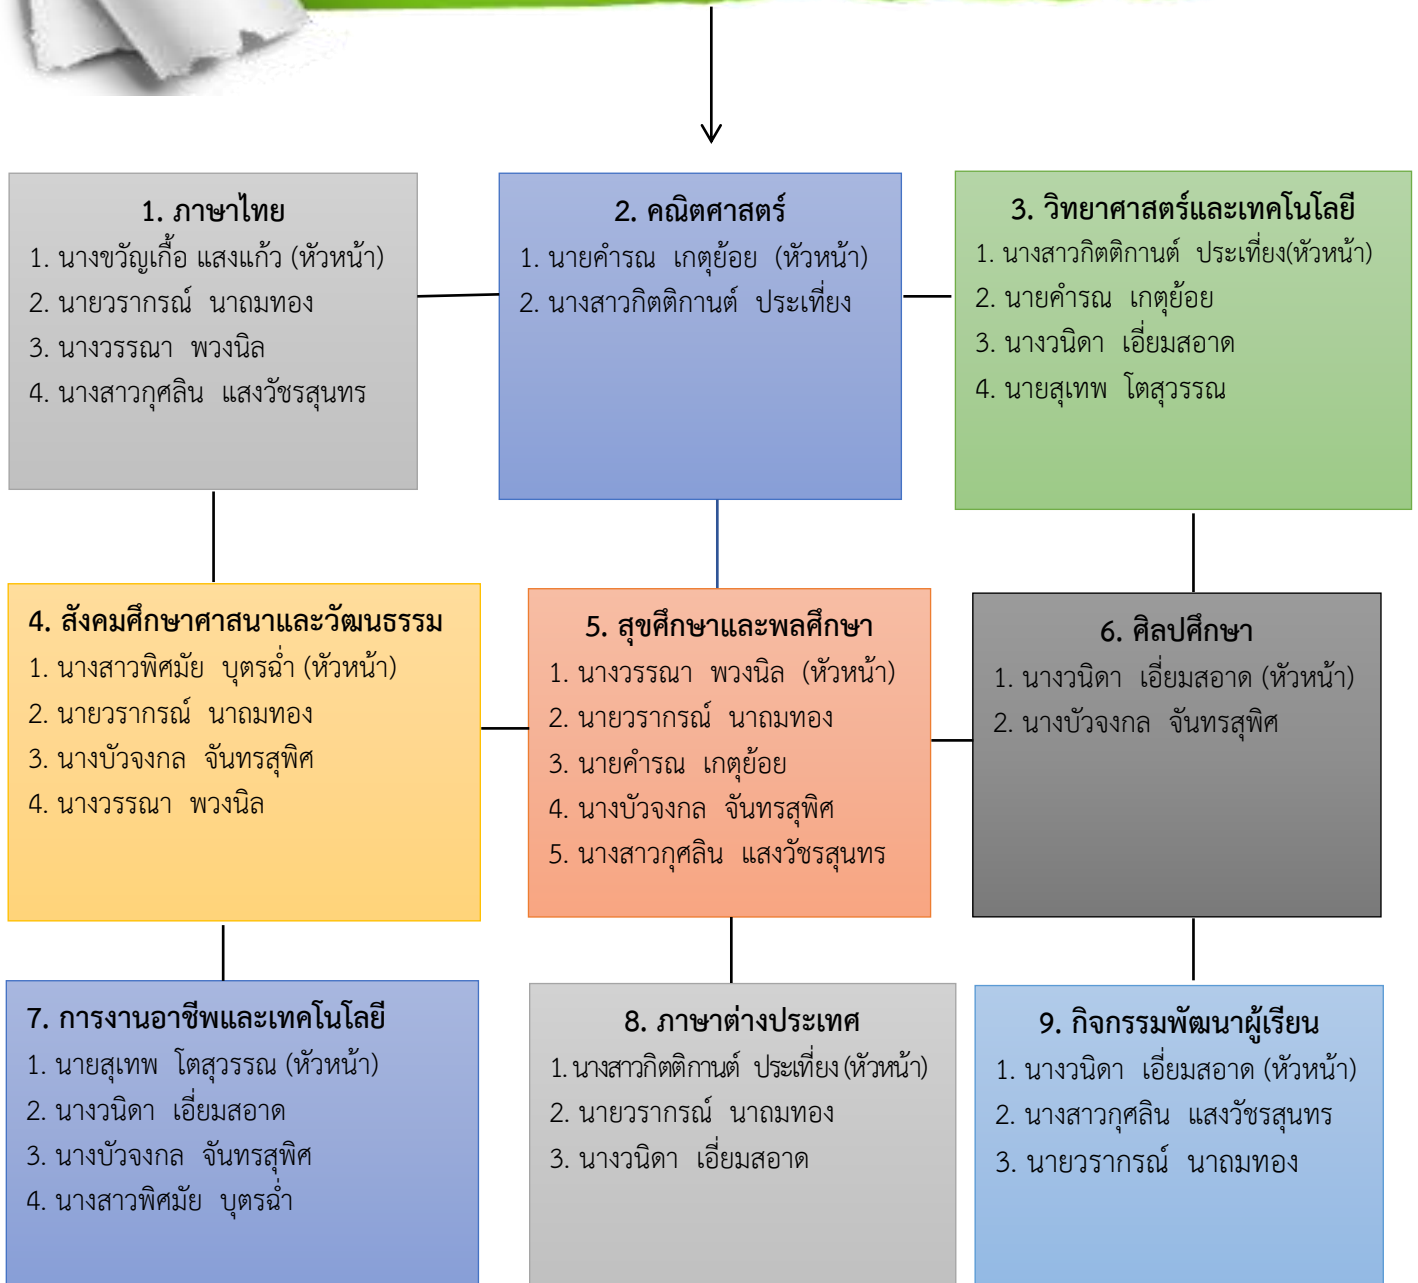 1. ภาษาไทย
1. นางขวัญเกื้อ แสงแก้ว (หัวหน้า)
2. นายวรากรณ์ นาถมทอง
3. นางวรรณา พวงนิล
4. นางสาวกุศลิน แสงวัชรสุนทร
2. คณิตศาสตร์
1. นายคำรณ เกตุย้อย (หัวหน้า)
2. นางสาวกิตติกานต์ ประเที่ยง
3. วิทยาศาสตร์และเทคโนโลยี
1. นางสาวกิตติกานต์ ประเที่ยง(หัวหน้า)
2. นายคำรณ เกตุย้อย
3. นางวนิดา เอี่ยมสอาด
4. นายสุเทพ โตสุวรรณ
4. สังคมศึกษาศาสนาและวัฒนธรรม
1. นางสาวพิศมัย บุตรฉ่ำ (หัวหน้า)
2. นายวรากรณ์ นาถมทอง
3. นางบัวจงกล จันทรสุพิศ
4. นางวรรณา พวงนิล
5. สุขศึกษาและพลศึกษา
1. นางวรรณา พวงนิล (หัวหน้า)
2. นายวรากรณ์ นาถมทอง
3. นายคำรณ เกตุย้อย
4. นางบัวจงกล จันทรสุพิศ
5. นางสาวกุศลิน แสงวัชรสุนทร
6. ศิลปศึกษา
1. นางวนิดา เอี่ยมสอาด (หัวหน้า)
2. นางบัวจงกล จันทรสุพิศ
7. การงานอาชีพและเทคโนโลยี
1. นายสุเทพ โตสุวรรณ (หัวหน้า)
2. นางวนิดา เอี่ยมสอาด
3. นางบัวจงกล จันทรสุพิศ
4. นางสาวพิศมัย บุตรฉ่ำ
8. ภาษาต่างประเทศ
1. นางสาวกิตติกานต์ ประเที่ยง (หัวหน้า)
2. นายวรากรณ์ นาถมทอง
3. นางวนิดา เอี่ยมสอาด
9. กิจกรรมพัฒนาผู้เรียน
1. นางวนิดา เอี่ยมสอาด (หัวหน้า)
2. นางสาวกุศลิน แสงวัชรสุนทร
3. นายวรากรณ์ นาถมทอง